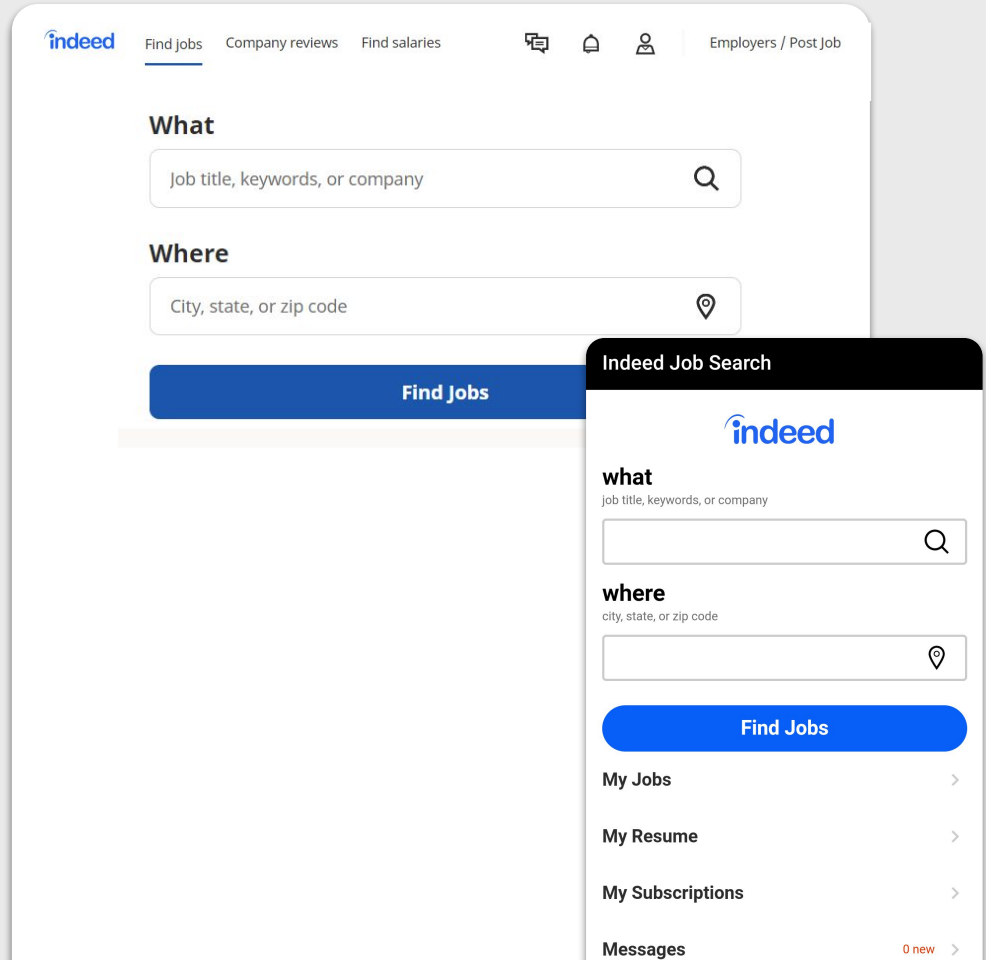 indeed
Find jobs Company reviews Find salaries Employers / Post Job
What
Job title, keywords, or company
Where
City, state, or zip code
Find Jobs
Indeed Job Search
indeed
what
job title, keywords, or company
where
city, state, or zip code
Find Jobs
My Jobs
My Resume
My Subscriptions
Messages 0 new